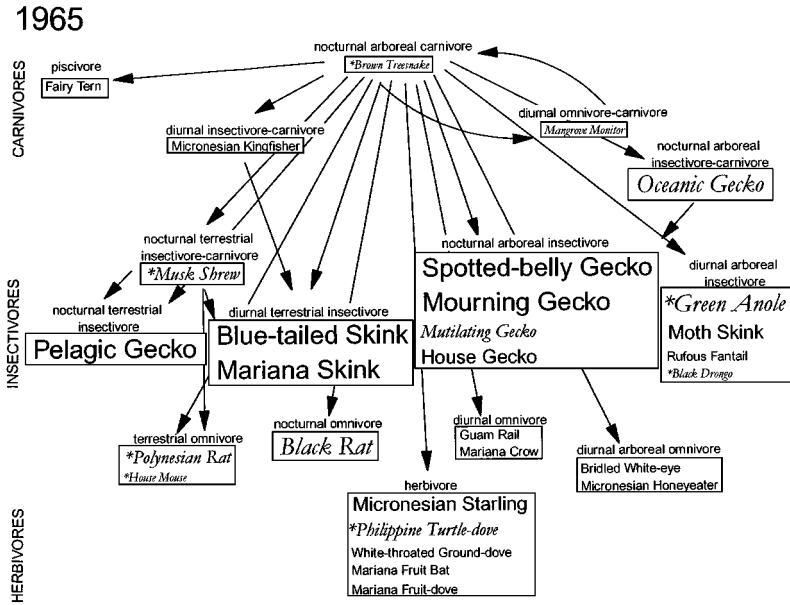 1965
CARNIVORES
INSECTIVORES
HERBIVORES
nocturnal arboreal carnivore
*Brown Treesnake
piscivore
Fairy Tern
diurnal omnivore-carnivore
Mangrove Monitor
diurnal insectivore-carnivore
Micronesian Kingfisher
nocturnal arboreal
insectivore-carnivore
Oceanic Gecko
nocturnal terrestrial
insectivore-carnivore
*Musk Shrew
nocturnal arboreal insectivore
Spotted-belly Gecko
Mourning Gecko
Mutilating Gecko
House Gecko
diurnal arboreal
insectivore
*Green Anole
Moth Skink
Rufous Fantail
*Black Drongo
nocturnal terrestrial
insectivore
Pelagic Gecko
diurnal terrestrial insectivore
Blue-tailed Skink
Mariana Skink
terrestrial omnivore
*Polynesian Rat
*House Mouse
nocturnal omnivore
Black Rat
diurnal omnivore
Guam Rail
Mariana Crow
diurnal arboreal omnivore
Bridled White-eye
Micronesian Honeyeater
herbivore
Micronesian Starling
*Philippine Turtle-dove
White-throated Ground-dove
Mariana Fruit Bat
Mariana Fruit-dove